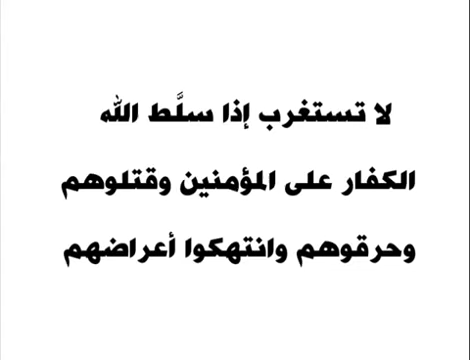 لا تستغرب إذا سلَّط الله
الكفار على المؤمنين وقتلوهم
وحرقوهم وانتهكوا أعراضهم